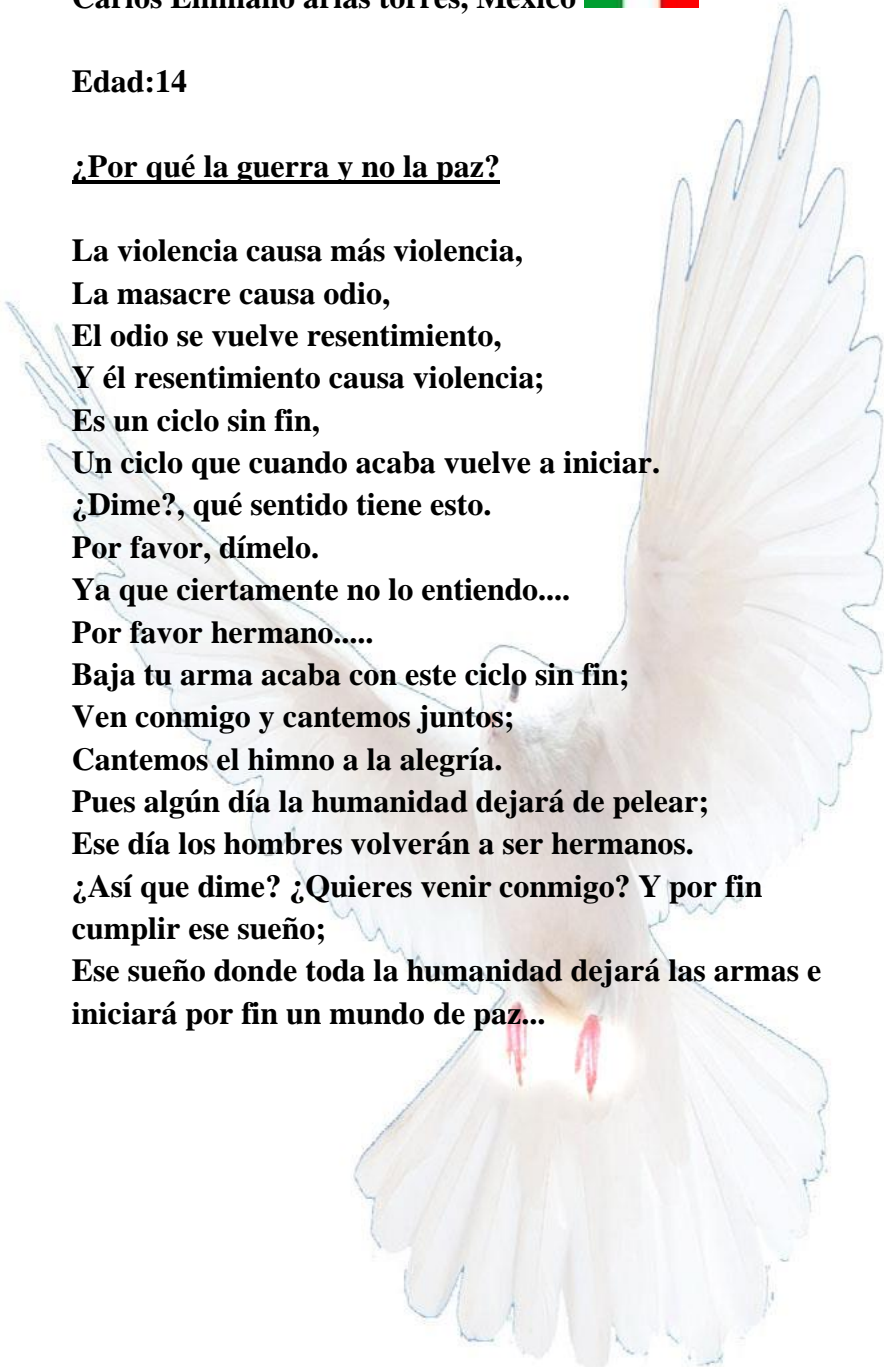 Carlos Emiliano arias torres, México
Edad:14
¿Por qué la guerra y no la paz?
La violencia causa más violencia,
La masacre causa odio,
El odio se vuelve resentimiento,
Y él resentimiento causa violencia;
Es un ciclo sin fin,
Un ciclo que cuando acaba vuelve a iniciar.
¿Dime?, qué sentido tiene esto.
Por favor, dímelo.
Ya que ciertamente no lo entiendo....
Por favor hermano.....
Baja tu arma acaba con este ciclo sin fin;
Ven conmigo y cantemos juntos;
Cantemos el himno a la alegría.
Pues algún día la humanidad dejará de pelear;
Ese día los hombres volverán a ser hermanos.
¿Así que dime? ¿Quieres venir conmigo? Y por fin
cumplir ese sueño;
Ese sueño donde toda la humanidad dejará las armas e
iniciará por fin un mundo de paz...